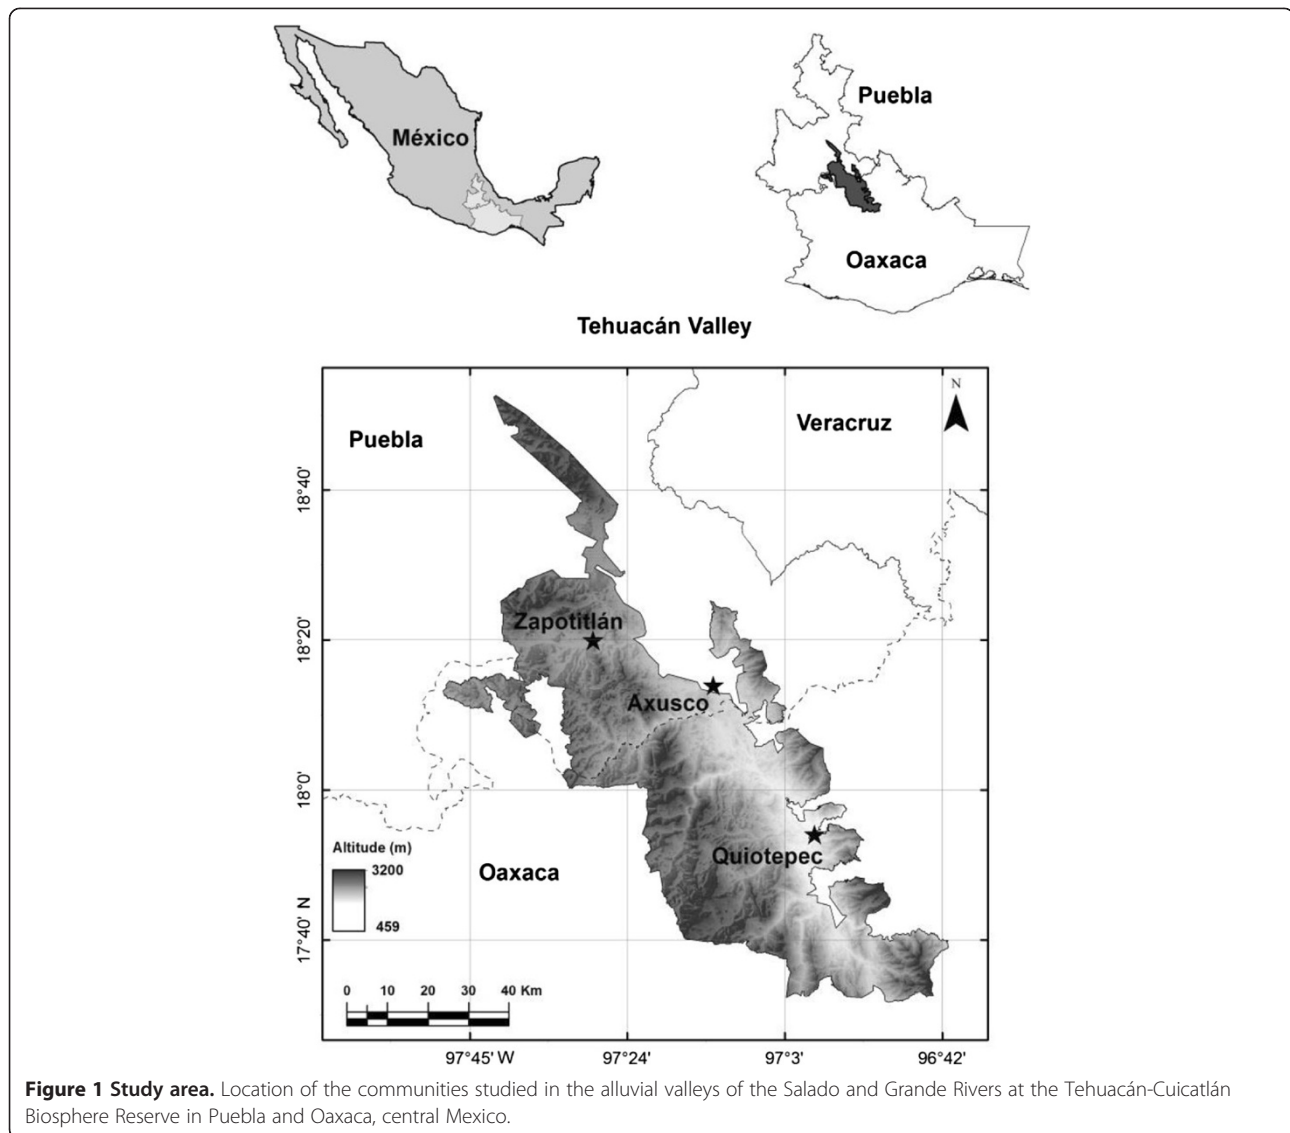 México
Puebla
Oaxaca
Tehuacán Valley
Puebla
Veracruz
N
18°40'
Zapotitlán
18°20'
Axusco
18°0'
Quiotepec
Altitude (m)
3200
459
Oaxaca
17°40' N
0 10 20 30 40 Km
97°45' W 97°24' 97°3' 96°42'
Figure 1 Study area. Location of the communities studied in the alluvial valleys of the Salado and Grande Rivers at the Tehuacán-Cuicatlán
Biosphere Reserve in Puebla and Oaxaca, central Mexico.